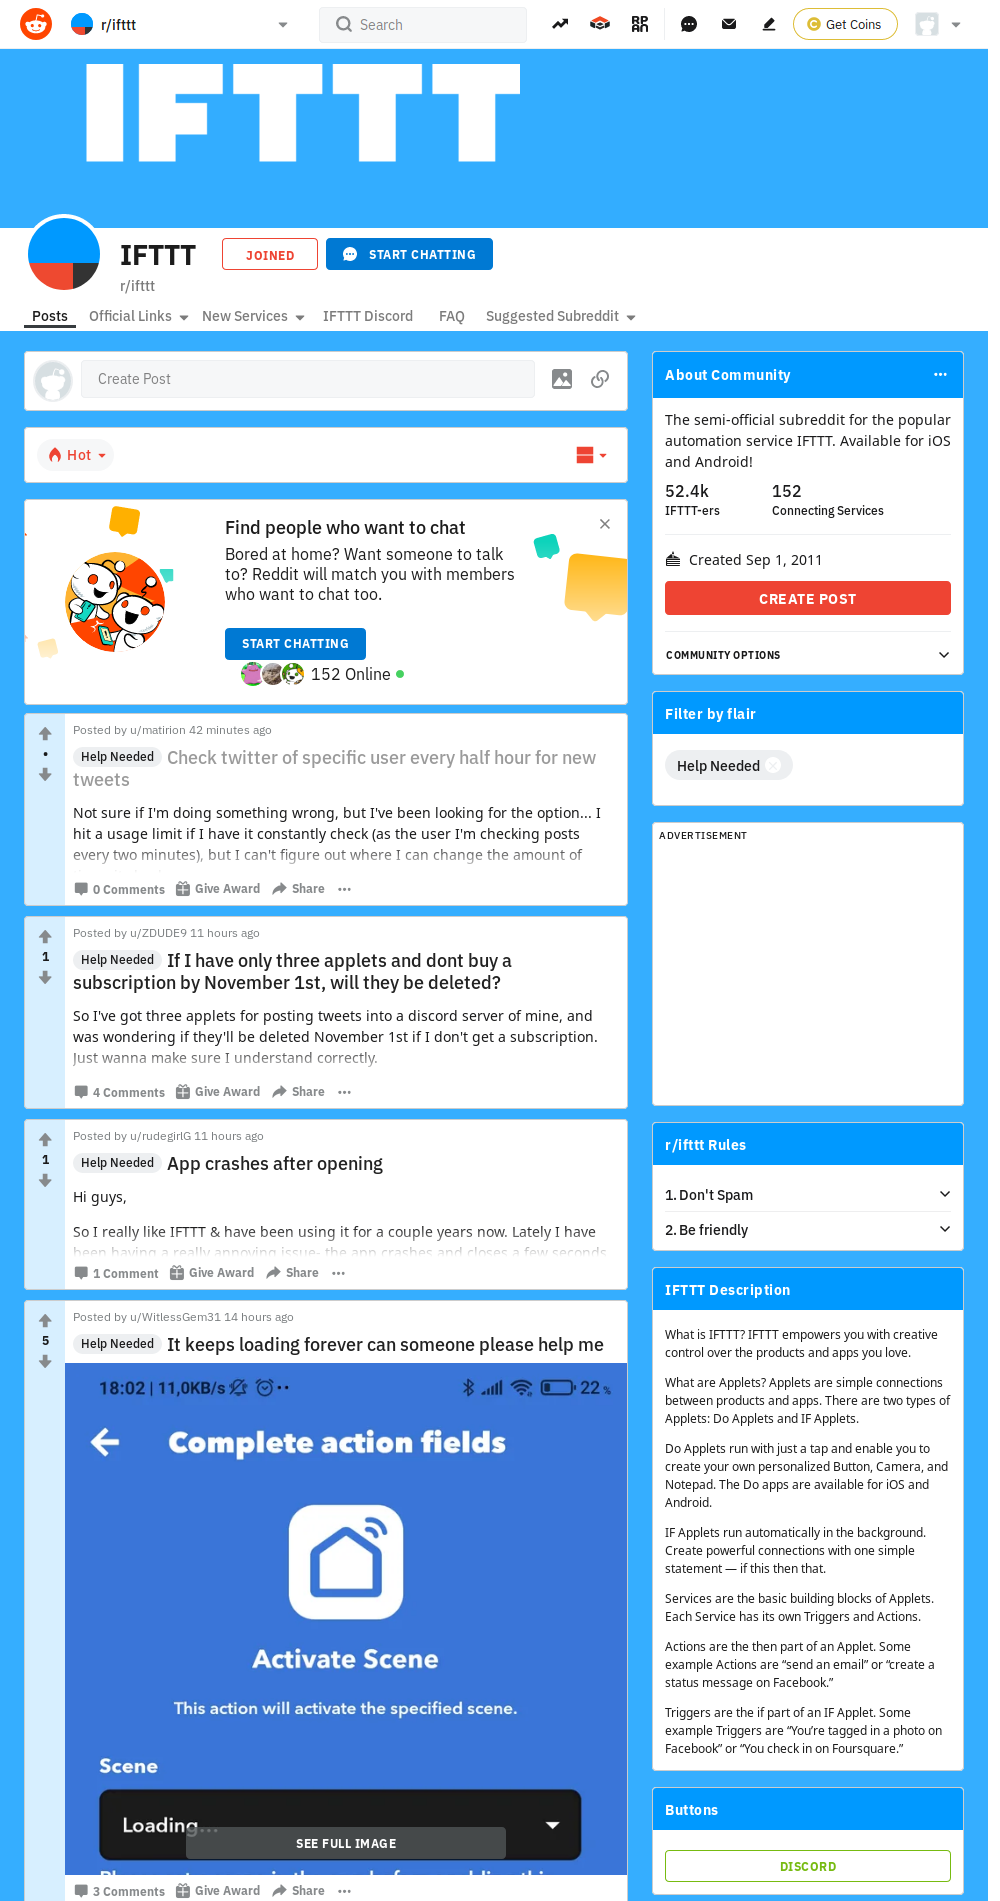 r/ifttt
Search
Get Coins
IFTTT
IFTTT
JOINED
START CHATTING
r/ifttt
Posts
Official Links
New Services
IFTTT Discord
FAQ
Suggested Subreddit
Create Post
Hot
Find people who want to chat
Bored at home? Want someone to talk
to? Reddit will match you with members
who want to chat too.
START CHATTING
152 Online
Posted by u/matirion 42 minutes ago
•
Help Needed Check twitter of specific user every half hour for new
tweets
Not sure if I'm doing something wrong, but I've been looking for the option... I
hit a usage limit if I have it constantly check (as the user I'm checking posts
every two minutes), but I can't figure out where I can change the amount of
0 Comments Give Award Share
Posted by u/ZDUDE9 11 hours ago
1
Help Needed If I have only three applets and dont buy a
subscription by November 1st, will they be deleted?
So I've got three applets for posting tweets into a discord server of mine, and
was wondering if they'll be deleted November 1st if I don't get a subscription.
Just wanna make sure I understand correctly.
4 Comments Give Award Share
Posted by u/rudegirlG 11 hours ago
1
Help Needed App crashes after opening
Hi guys,
So I really like IFTTT & have been using it for a couple years now. Lately I have
been having a really annoying issue- the app crashes and closes a few seconds
1 Comment Give Award Share
Posted by u/WitlessGem31 14 hours ago
5
Help Needed It keeps loading forever can someone please help me
18:02 | 11,0KB/s
22 %
Complete action fields
Activate Scene
This action will activate the specified scene.
Scene
Loading...
SEE FULL IMAGE
3 Comments Give Award Share
About Community
The semi-official subreddit for the popular
automation service IFTTT. Available for iOS
and Android!
52.4k 152
IFTTT-ers Connecting Services
Created Sep 1, 2011
CREATE POST
COMMUNITY OPTIONS
Filter by flair
Help Needed
ADVERTISEMENT
r/ifttt Rules
1. Don't Spam
2. Be friendly
IFTTT Description
What is IFTTT? IFTTT empowers you with creative
control over the products and apps you love.
What are Applets? Applets are simple connections
between products and apps. There are two types of
Applets: Do Applets and IF Applets.
Do Applets run with just a tap and enable you to
create your own personalized Button, Camera, and
Notepad. The Do apps are available for iOS and
Android.
IF Applets run automatically in the background.
Create powerful connections with one simple
statement — if this then that.
Services are the basic building blocks of Applets.
Each Service has its own Triggers and Actions.
Actions are the then part of an Applet. Some
example Actions are “send an email” or “create a
status message on Facebook.”
Triggers are the if part of an IF Applet. Some
example Triggers are “You’re tagged in a photo on
Facebook” or “You check in on Foursquare.”
Buttons
DISCORD